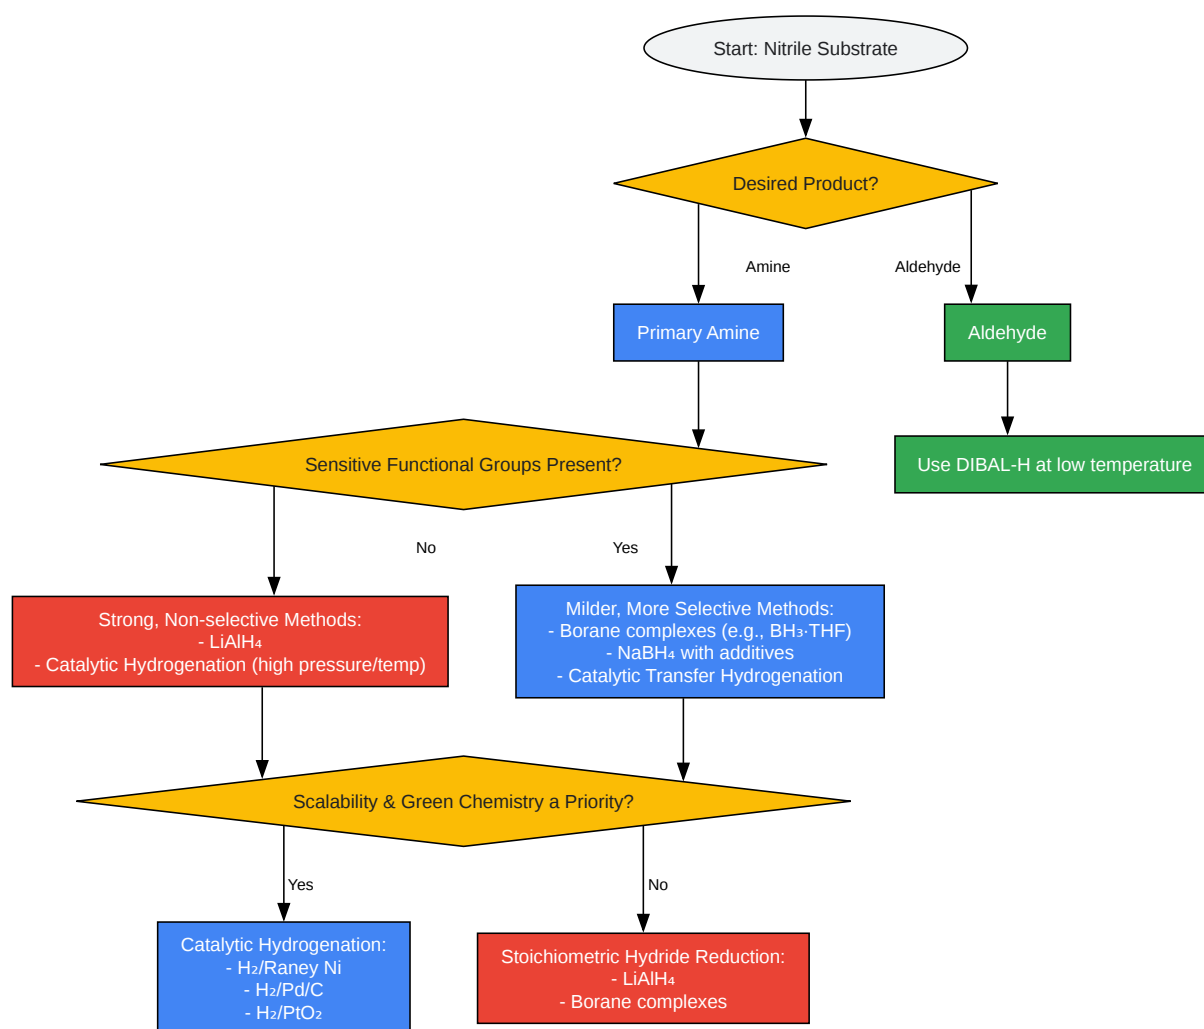 Start: Nitrile Substrate
Desired Product?
Amine
Aldehyde
Primary Amine
Aldehyde
Sensitive Functional Groups Present?
Use DIBAL-H at low temperature
No
Yes
Strong, Non-selective Methods:
- LiAlH₄
- Catalytic Hydrogenation (high pressure/temp)
Milder, More Selective Methods:
- Borane complexes (e.g., BH₃·THF)
- NaBH₄ with additives
- Catalytic Transfer Hydrogenation
Scalability & Green Chemistry a Priority?
Yes
No
Catalytic Hydrogenation:
- H₂/Raney Ni
- H₂/Pd/C
- H₂/PtO₂
Stoichiometric Hydride Reduction:
- LiAlH₄
- Borane complexes